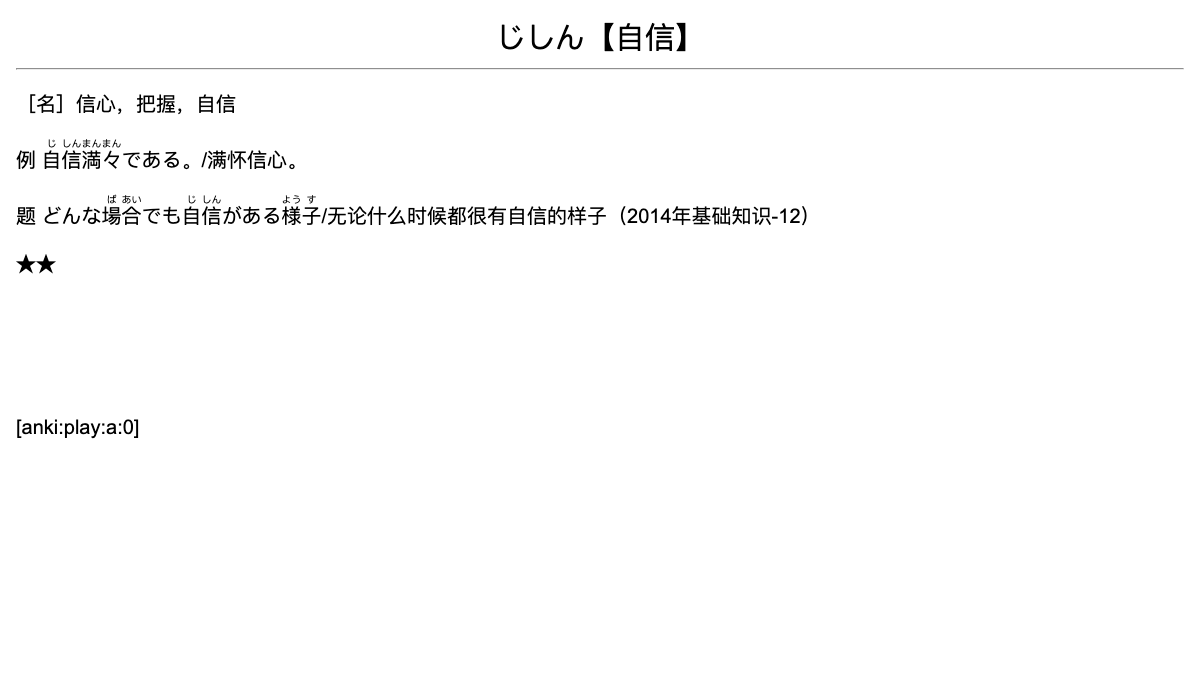 じしん【自信】
［名］信心，把握，自信
じ しんまんまん
例 自信満々である。/满怀信心。
ば あい じ しん よう す
题 どんな場合でも自信がある様子/无论什么时候都很有自信的样子（2014年基础知识-12）
★★
[anki:play:a:0]